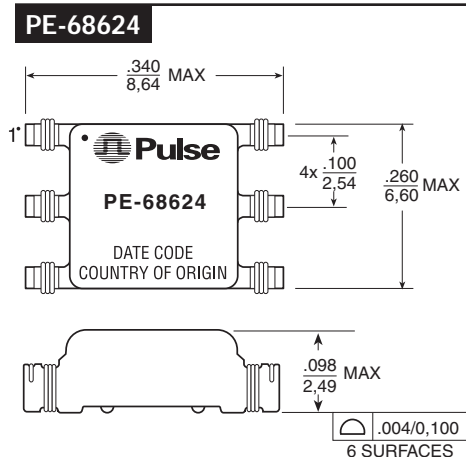 PE-68624
.340
8,64 MAX
1
Pulse
PE-68624
DATE CODE
COUNTRY OF ORIGIN
4x .100
2,54
.260
6,60 MAX
.098
2,49 MAX
.004/0,100
6 SURFACES